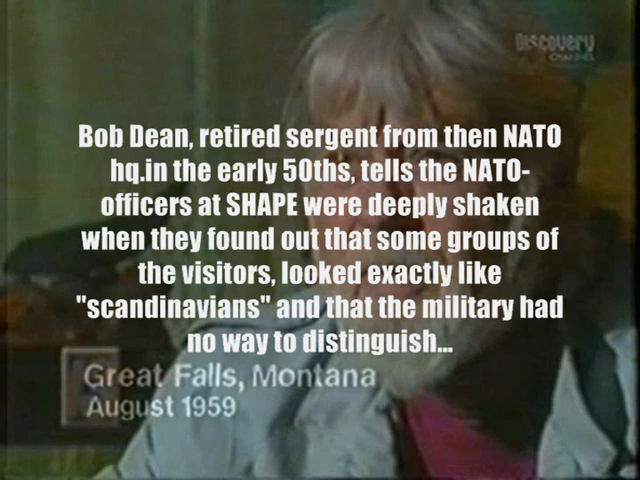 Discovery
CHANNEL
Bob Dean, retired sergent from then NATO
hq.in the early 50ths, tells the NATO-
officers at SHAPE were deeply shaken
when they found out that some groups of
the visitors, looked exactly like
"scandinavians" and that the military had
no way to distinguish...
Great Falls, Montana
August 1959